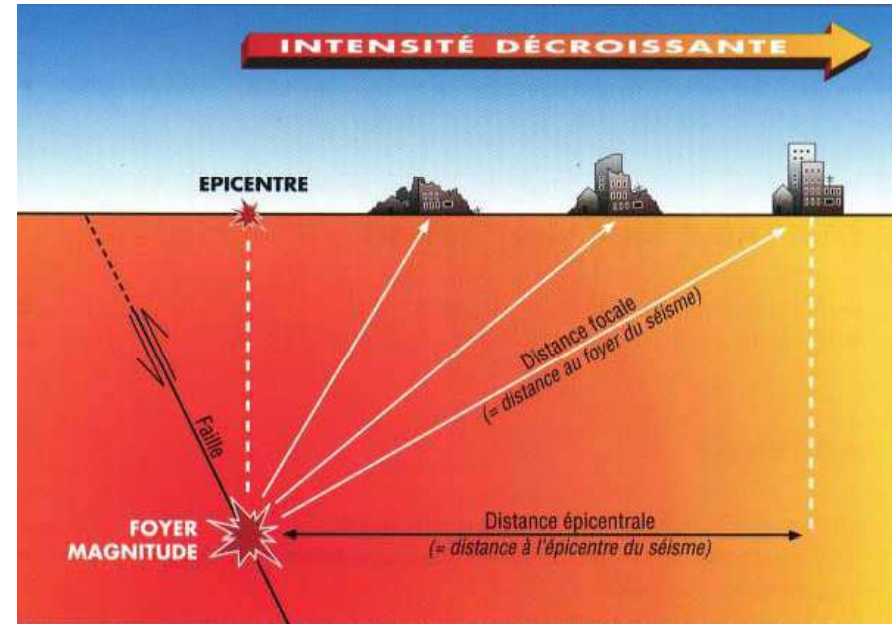 INTENSITÉ DÉCROISSANTE
EPICENTRE
Distance focale
(= distance au foyer du séisme)
Faille
FOYER
MAGNITUDE
Distance épicentrale
(= distance à l'épicentre du séisme)